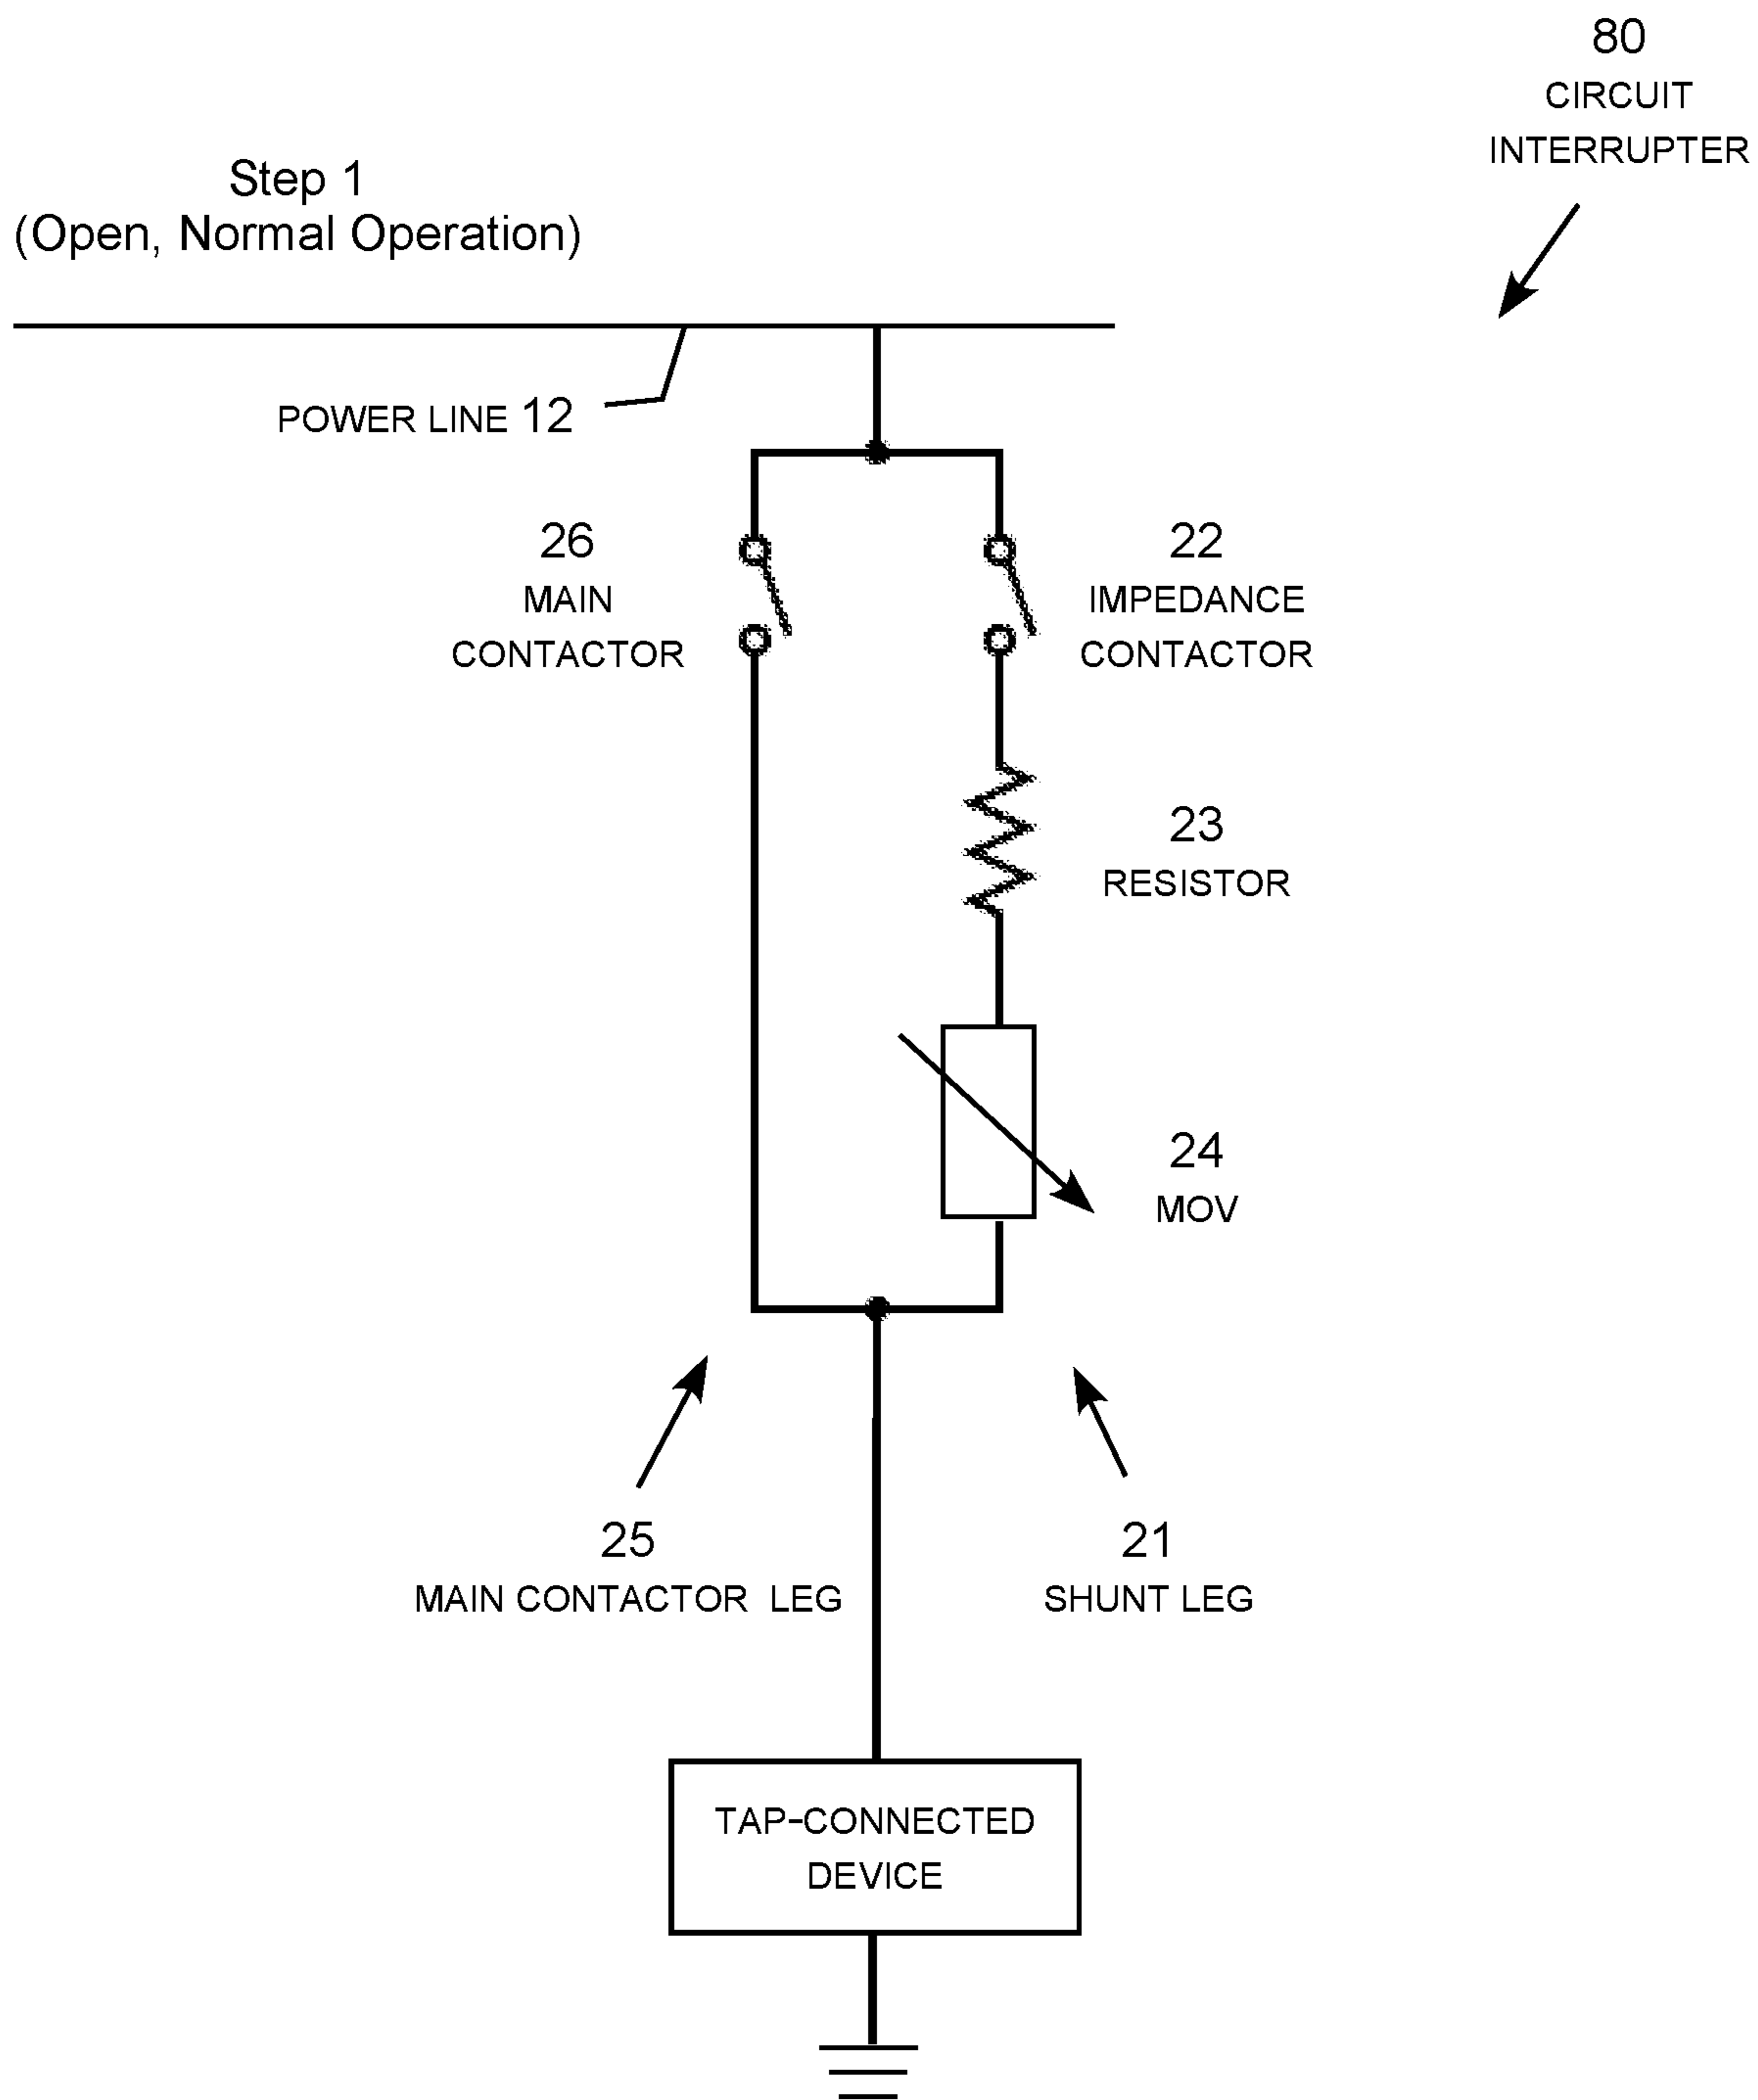 80
CIRCUIT
INTERRUPTER
Step 1
(Open, Normal Operation)
POWER LINE 12
26
MAIN
CONTACTOR
22
IMPEDANCE
CONTACTOR
23
RESISTOR
24
MOV
25
MAIN CONTACTOR LEG
21
SHUNT LEG
TAP-CONNECTED
DEVICE